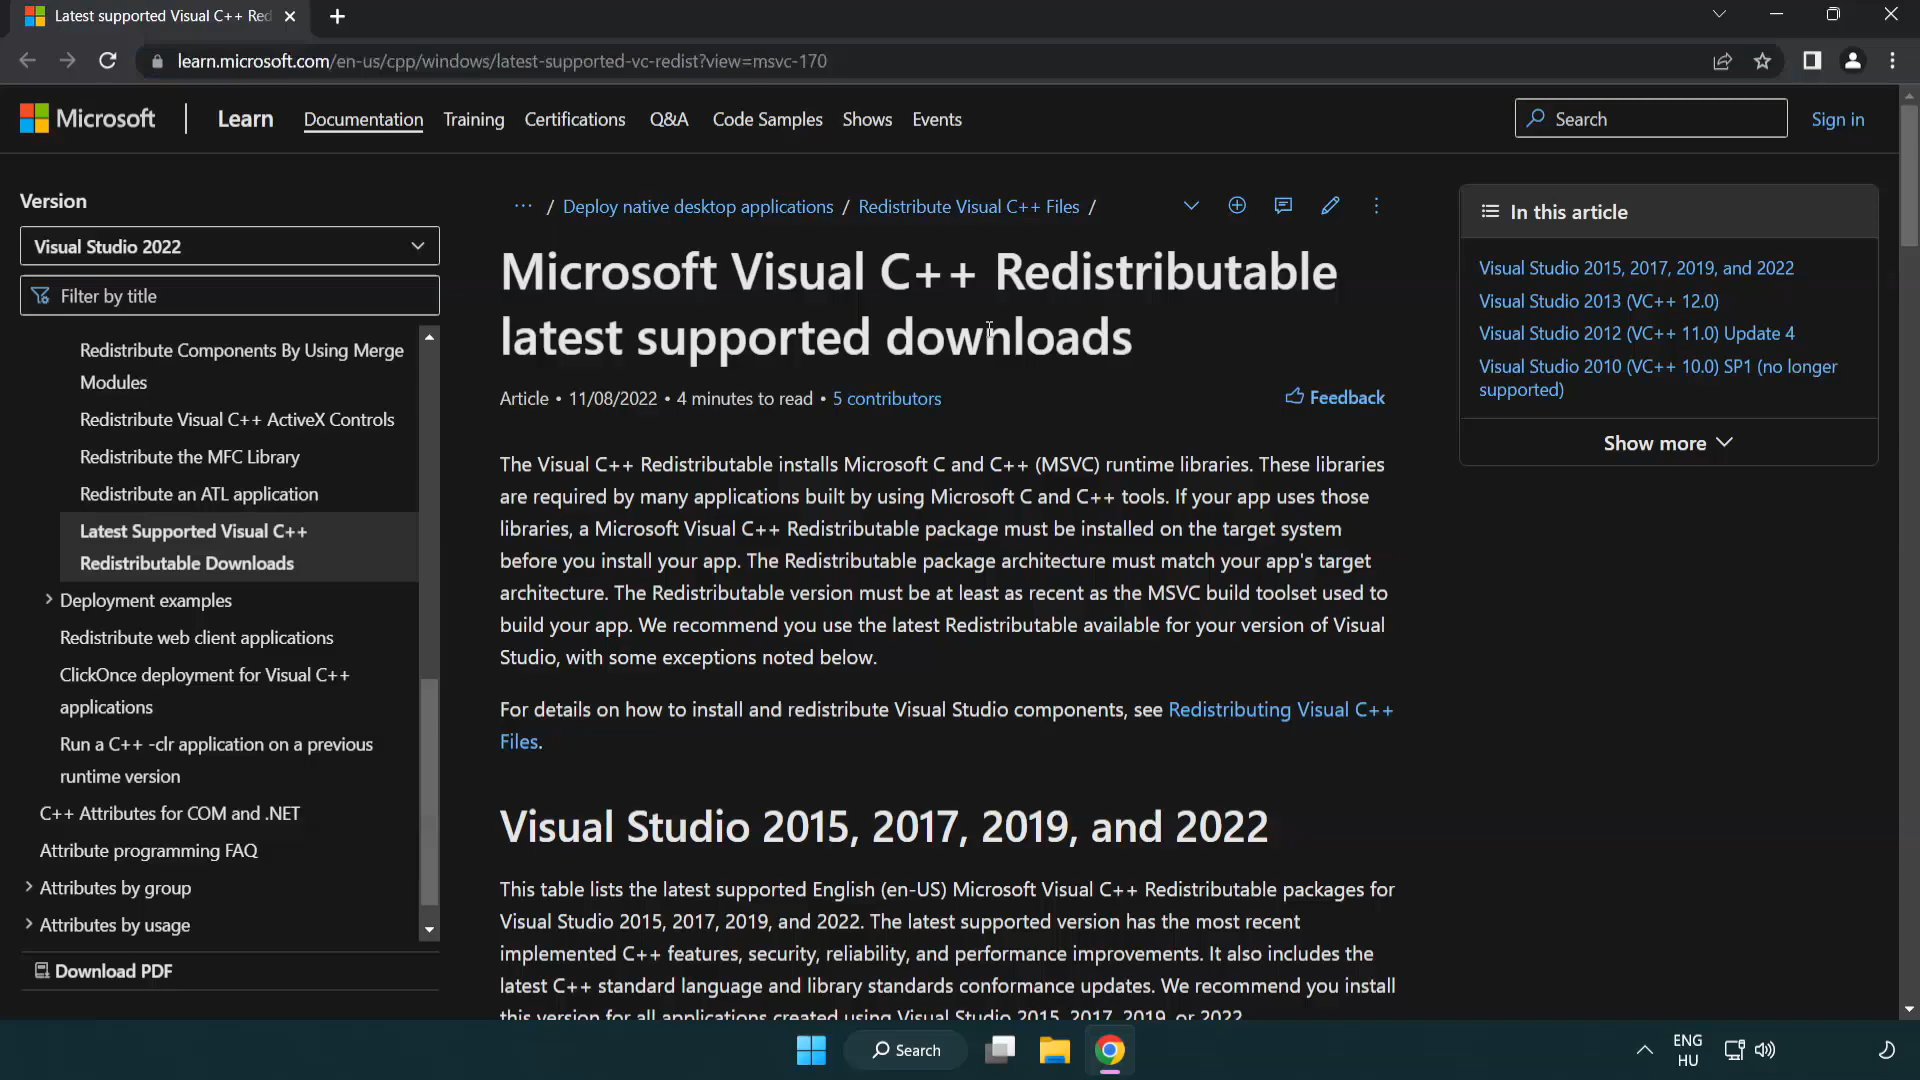 Latest supported Visual C++ Red
learn.microsoft.com/en-us/cpp/windows/latest-supported-vc-redist?view=msvc-170
Microsoft
Learn
Documentation
Training
Certifications
Q&A
Code Samples
Shows
Events
Search
Sign in
Version
Visual Studio 2022
Filter by title
Redistribute Components By Using Merge
Modules
Redistribute Visual C++ ActiveX Controls
Redistribute the MFC Library
Redistribute an ATL application
Latest Supported Visual C++
Redistributable Downloads
Deployment examples
Redistribute web client applications
ClickOnce deployment for Visual C++
applications
Run a C++ -clr application on a previous
runtime version
C++ Attributes for COM and .NET
Attribute programming FAQ
Attributes by group
Attributes by usage
Download PDF
... / Deploy native desktop applications / Redistribute Visual C++ Files /
Microsoft Visual C++ Redistributable
latest supported downloads
Article • 11/08/2022 • 4 minutes to read • 5 contributors
Feedback
The Visual C++ Redistributable installs Microsoft C and C++ (MSVC) runtime libraries. These libraries
are required by many applications built by using Microsoft C and C++ tools. If your app uses those
libraries, a Microsoft Visual C++ Redistributable package must be installed on the target system
before you install your app. The Redistributable package architecture must match your app's target
architecture. The Redistributable version must be at least as recent as the MSVC build toolset used to
build your app. We recommend you use the latest Redistributable available for your version of Visual
Studio, with some exceptions noted below.
For details on how to install and redistribute Visual Studio components, see Redistributing Visual C++
Files.
Visual Studio 2015, 2017, 2019, and 2022
This table lists the latest supported English (en-US) Microsoft Visual C++ Redistributable packages for
Visual Studio 2015, 2017, 2019, and 2022. The latest supported version has the most recent
implemented C++ features, security, reliability, and performance improvements. It also includes the
latest C++ standard language and library standards conformance updates. We recommend you install
this version for all applications created using Visual Studio 2015, 2017, 2019, or 2022.
In this article
Visual Studio 2015, 2017, 2019, and 2022
Visual Studio 2013 (VC++ 12.0)
Visual Studio 2012 (VC++ 11.0) Update 4
Visual Studio 2010 (VC++ 10.0) SP1 (no longer
supported)
Show more
Search
ENG
HU